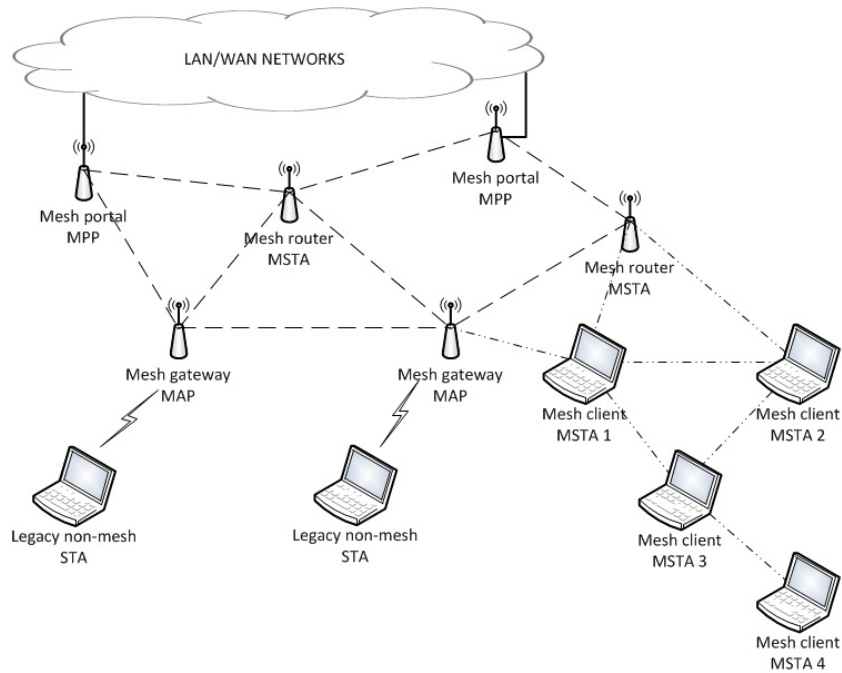 LAN/WAN NETWORKS
Mesh portal
MPP
Mesh portal
MPP
Mesh router
MSTA
Mesh router
MSTA
Mesh gateway
MAP
Mesh gateway
MAP
Mesh client
MSTA 1
Mesh client
MSTA 2
Legacy non-mesh
STA
Legacy non-mesh
STA
Mesh client
MSTA 3
Mesh client
MSTA 4